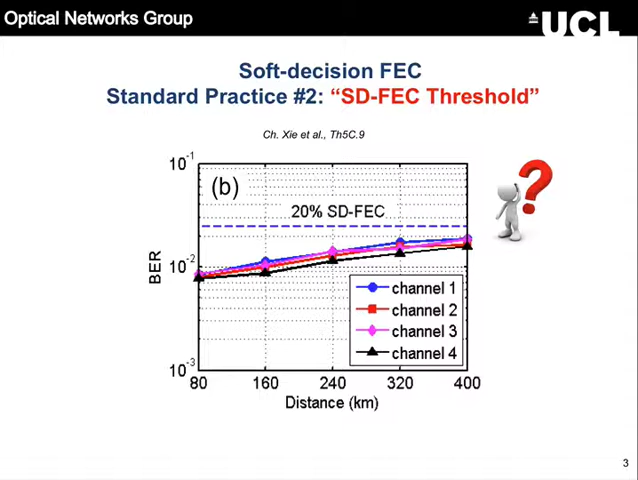 Optical Networks Group
UCL
Soft-decision FEC
Standard Practice #2: “SD-FEC Threshold”
Ch. Xie et al., Th5C.9
10-1
(b)
20% SD-FEC
10-2
BER
channel 1
channel 2
channel 3
channel 4
10-3
80 160 240 320 400
Distance (km)
3